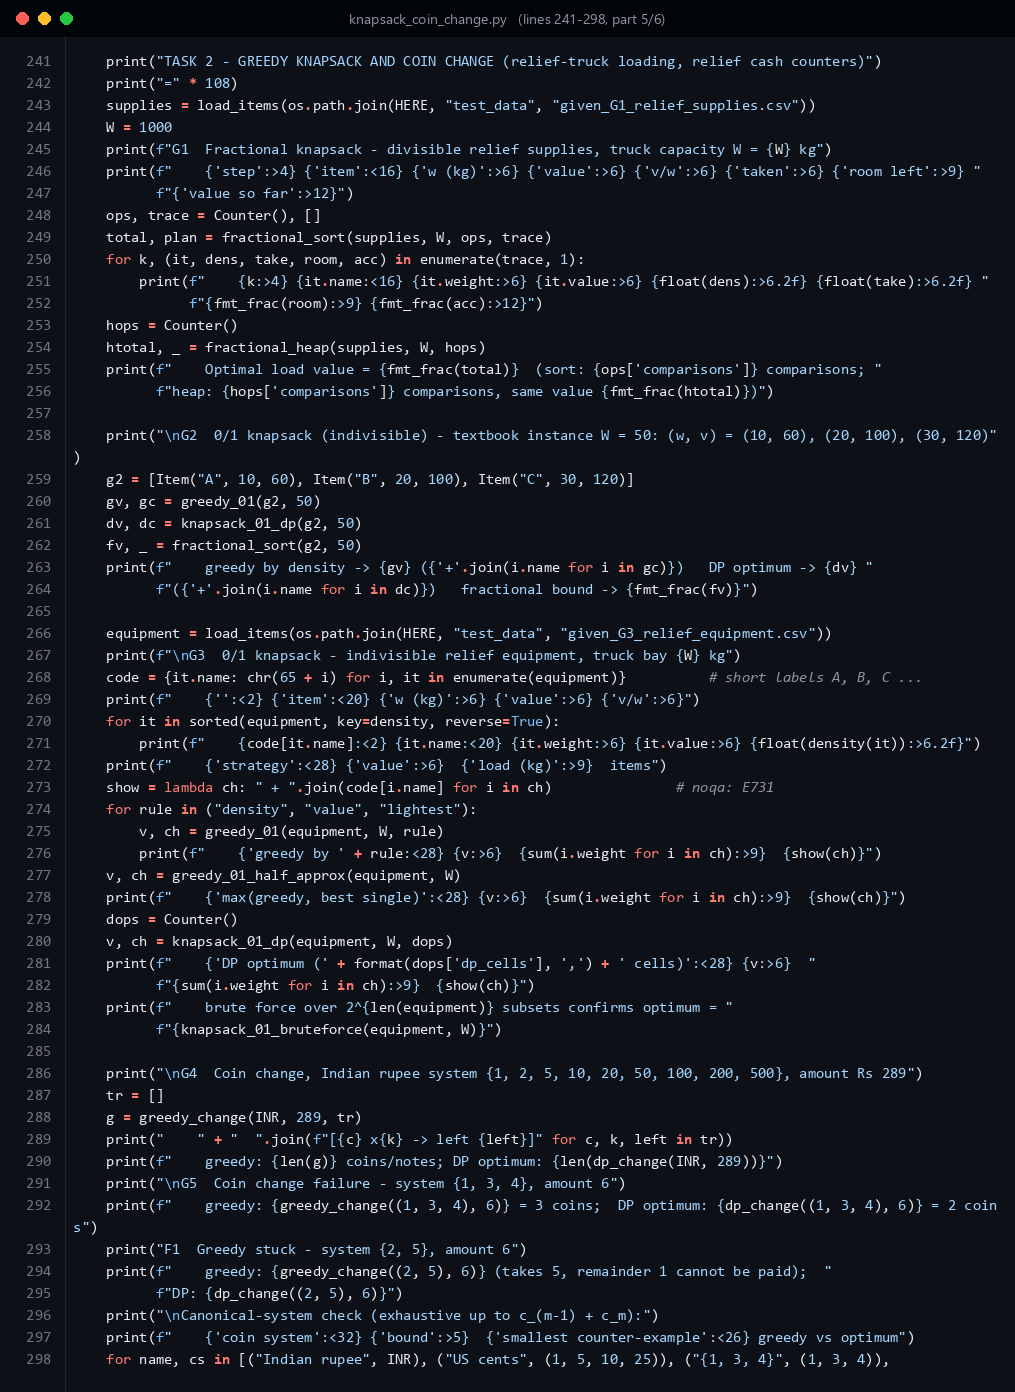 knapsack_coin_change.py (lines 241-298, part 5/6)
241     print("TASK 2 - GREEDY KNAPSACK AND COIN CHANGE (relief-truck loading, relief cash counters)")
242     print("=" * 108)
243     supplies = load_items(os.path.join(HERE, "test_data", "given_G1_relief_supplies.csv"))
244     W = 1000
245     print(f"G1  Fractional knapsack - divisible relief supplies, truck capacity W = {W} kg")
246     print(f"    {'step':>4} {'item':<16} {'w (kg)':>6} {'value':>6} {'v/w':>6} {'taken':>6} {'room left':>9} "
247           f"{'value so far':>12}")
248     ops, trace = Counter(), []
249     total, plan = fractional_sort(supplies, W, ops, trace)
250     for k, (it, dens, take, room, acc) in enumerate(trace, 1):
251         print(f"    {k:>4} {it.name:<16} {it.weight:>6} {it.value:>6} {float(dens):>6.2f} {float(take):>6.2f} "
252               f"{fmt_frac(room):>9} {fmt_frac(acc):>12}")
253     hops = Counter()
254     htotal, _ = fractional_heap(supplies, W, hops)
255     print(f"    Optimal load value = {fmt_frac(total)}  (sort: {ops['comparisons']} comparisons; "
256           f"heap: {hops['comparisons']} comparisons, same value {fmt_frac(htotal)})")
257
258     print("\nG2  0/1 knapsack (indivisible) - textbook instance W = 50: (w, v) = (10, 60), (20, 100), (30, 120)"
)
259     g2 = [Item("A", 10, 60), Item("B", 20, 100), Item("C", 30, 120)]
260     gv, gc = greedy_01(g2, 50)
261     dv, dc = knapsack_01_dp(g2, 50)
262     fv, _ = fractional_sort(g2, 50)
263     print(f"    greedy by density -> {gv} ({'+'.join(i.name for i in gc)})   DP optimum -> {dv} "
264           f"({'+'.join(i.name for i in dc)})   fractional bound -> {fmt_frac(fv)}")
265
266     equipment = load_items(os.path.join(HERE, "test_data", "given_G3_relief_equipment.csv"))
267     print(f"\nG3  0/1 knapsack - indivisible relief equipment, truck bay {W} kg")
268     code = {it.name: chr(65 + i) for i, it in enumerate(equipment)}          # short labels A, B, C ...
269     print(f"    {'':<2} {'item':<20} {'w (kg)':>6} {'value':>6} {'v/w':>6}")
270     for it in sorted(equipment, key=density, reverse=True):
271         print(f"    {code[it.name]:<2} {it.name:<20} {it.weight:>6} {it.value:>6} {float(density(it)):>6.2f}")
272     print(f"    {'strategy':<28} {'value':>6}  {'load (kg)':>9}  items")
273     show = lambda ch: " + ".join(code[i.name] for i in ch)               # noqa: E731
274     for rule in ("density", "value", "lightest"):
275         v, ch = greedy_01(equipment, W, rule)
276         print(f"    {'greedy by ' + rule:<28} {v:>6}  {sum(i.weight for i in ch):>9}  {show(ch)}")
277     v, ch = greedy_01_half_approx(equipment, W)
278     print(f"    {'max(greedy, best single)':<28} {v:>6}  {sum(i.weight for i in ch):>9}  {show(ch)}")
279     dops = Counter()
280     v, ch = knapsack_01_dp(equipment, W, dops)
281     print(f"    {'DP optimum (' + format(dops['dp_cells'], ',') + ' cells)':<28} {v:>6}  "
282           f"{sum(i.weight for i in ch):>9}  {show(ch)}")
283     print(f"    brute force over 2^{len(equipment)} subsets confirms optimum = "
284           f"{knapsack_01_bruteforce(equipment, W)}")
285
286     print("\nG4  Coin change, Indian rupee system {1, 2, 5, 10, 20, 50, 100, 200, 500}, amount Rs 289")
287     tr = []
288     g = greedy_change(INR, 289, tr)
289     print("    " + "  ".join(f"[{c} x{k} -> left {left}]" for c, k, left in tr))
290     print(f"    greedy: {len(g)} coins/notes; DP optimum: {len(dp_change(INR, 289))}")
291     print("\nG5  Coin change failure - system {1, 3, 4}, amount 6")
292     print(f"    greedy: {greedy_change((1, 3, 4), 6)} = 3 coins;  DP optimum: {dp_change((1, 3, 4), 6)} = 2 coin
s")
293     print("F1  Greedy stuck - system {2, 5}, amount 6")
294     print(f"    greedy: {greedy_change((2, 5), 6)} (takes 5, remainder 1 cannot be paid);  "
295           f"DP: {dp_change((2, 5), 6)}")
296     print("\nCanonical-system check (exhaustive up to c_(m-1) + c_m):")
297     print(f"    {'coin system':<32} {'bound':>5}  {'smallest counter-example':<26} greedy vs optimum")
298     for name, cs in [("Indian rupee", INR), ("US cents", (1, 5, 10, 25)), ("{1, 3, 4}", (1, 3, 4)),